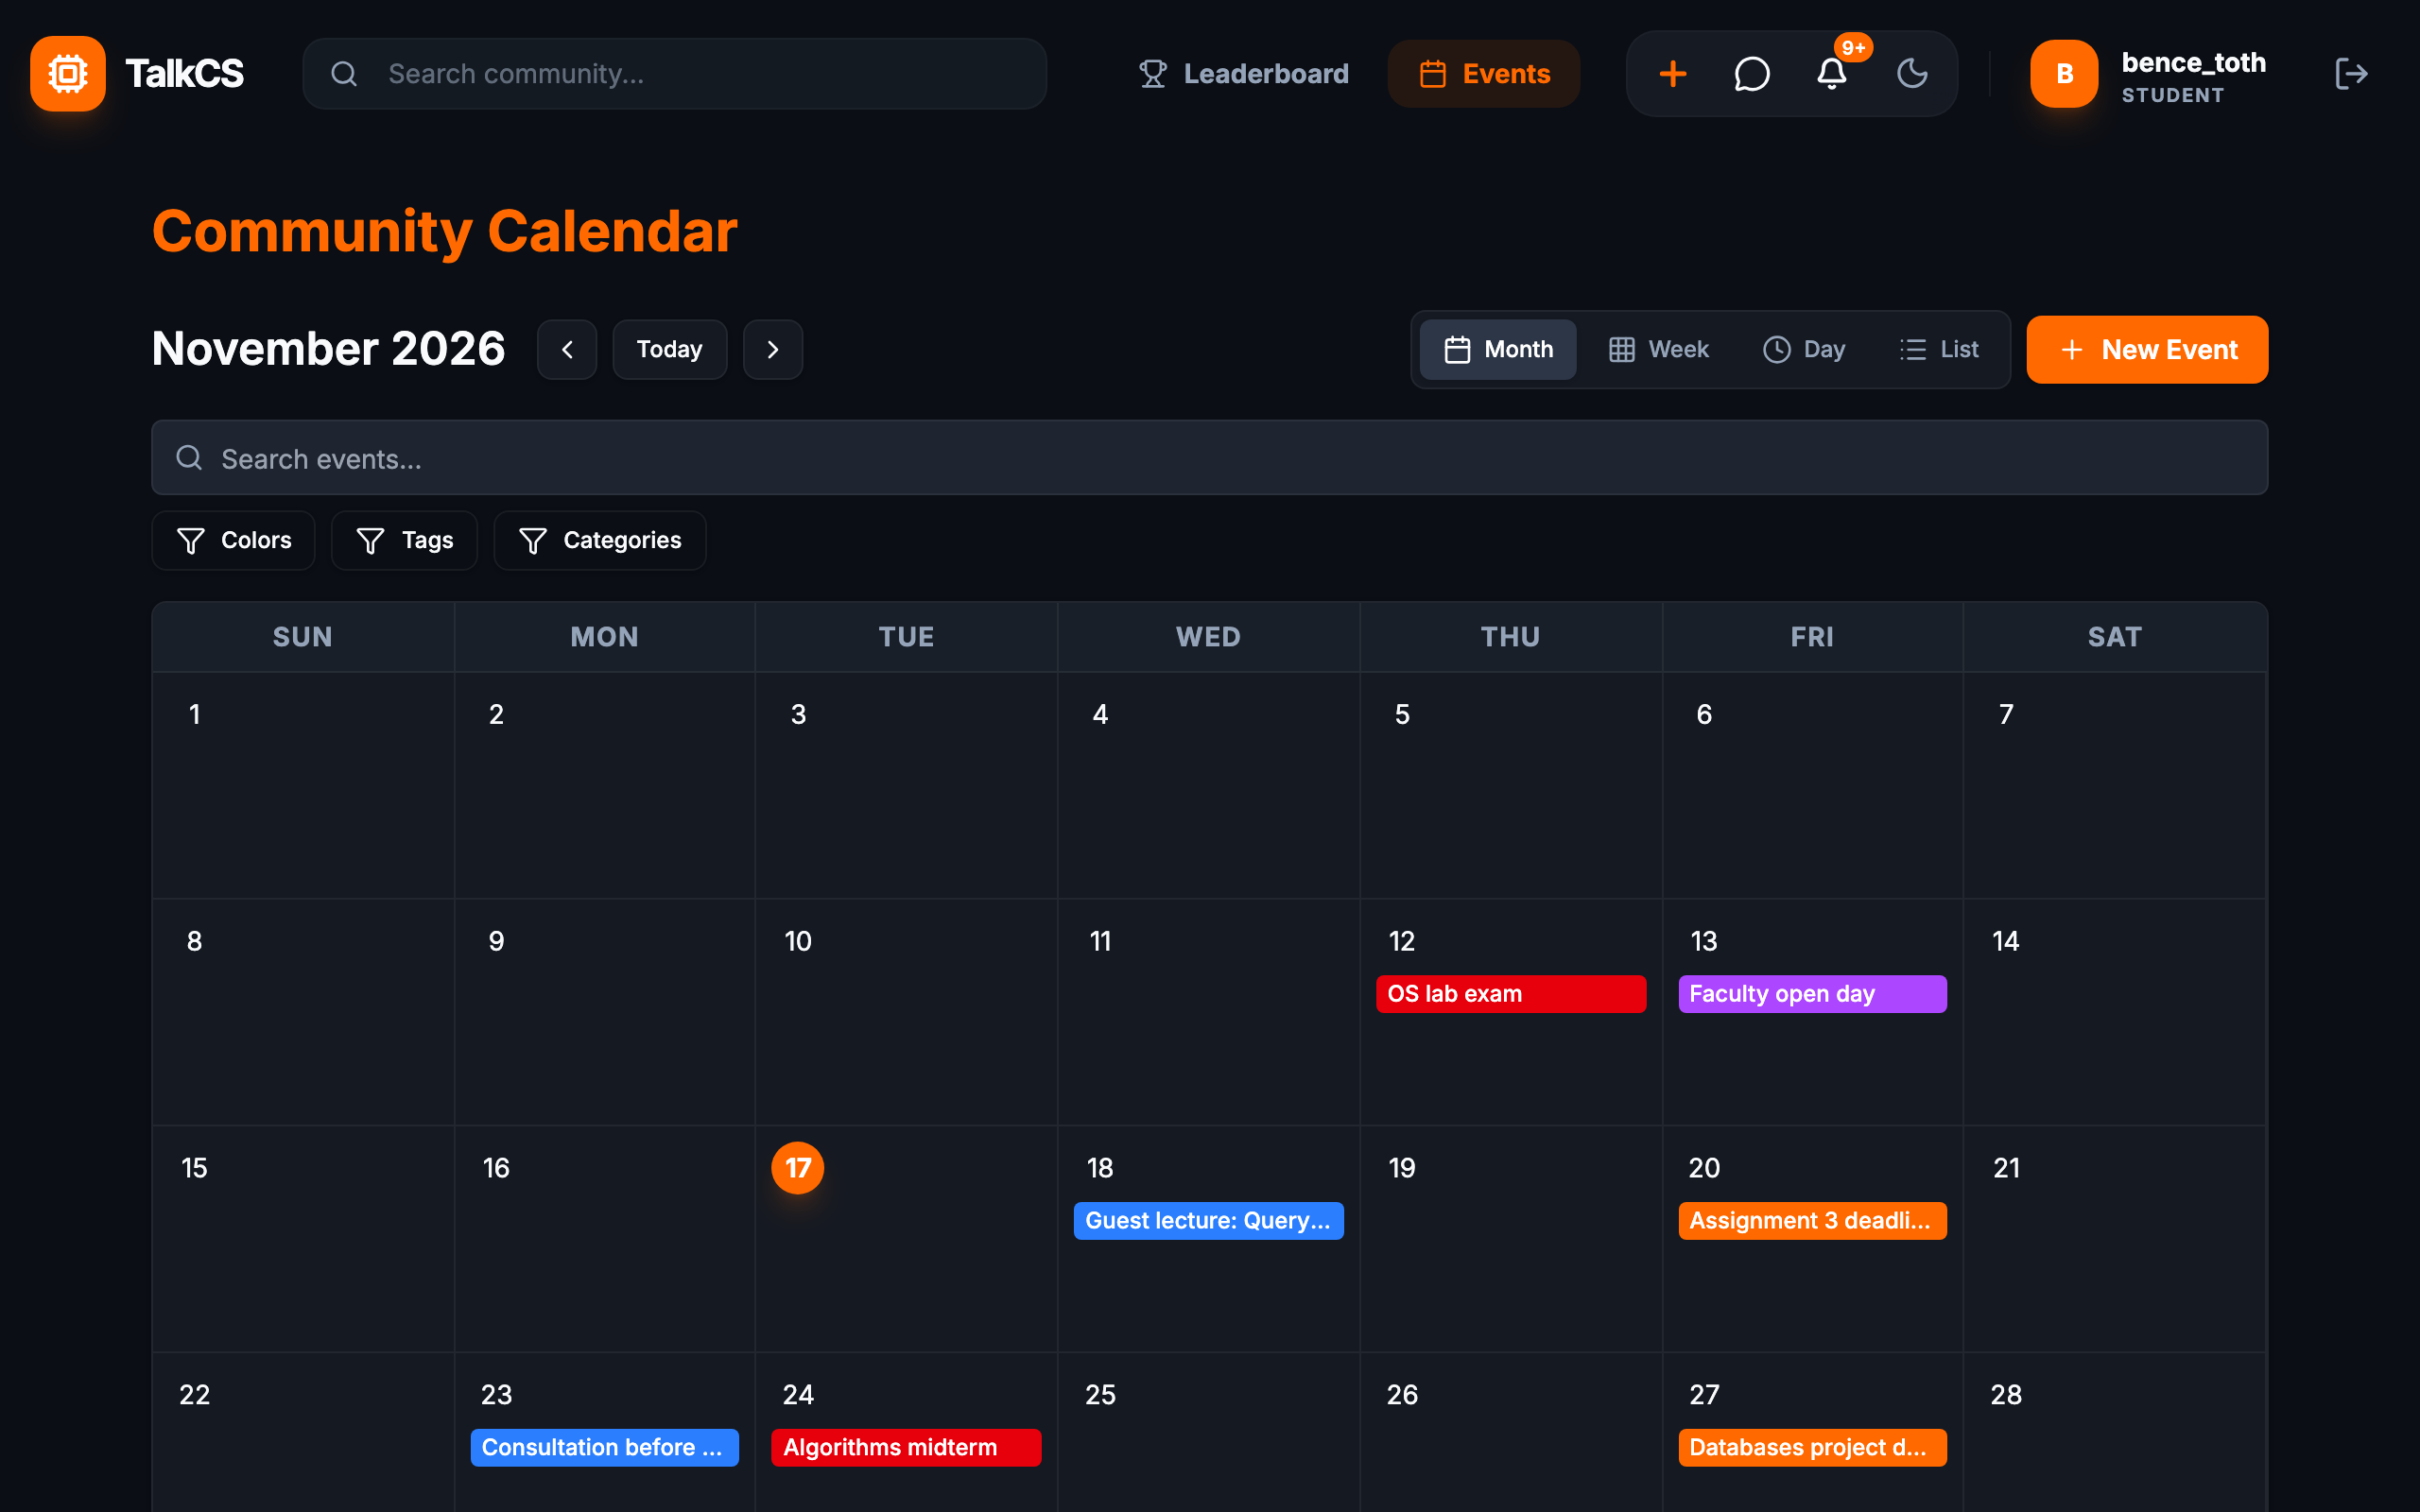 TalkCS
Search community...
Leaderboard
Events
9+
B
bence_toth
STUDENT
Community Calendar
November 2026
Today
Month
Week
Day
List
New Event
Search events...
Colors
Tags
Categories
SUN MON TUE WED THU FRI SAT
1 2 3 4 5 6 7
8 9 10 11 12 13 14
OS lab exam
Faculty open day
15 16 17 18 19 20 21
Guest lecture: Query...
Assignment 3 deadli...
22 23 24 25 26 27 28
Consultation before ...
Algorithms midterm
Databases project d...